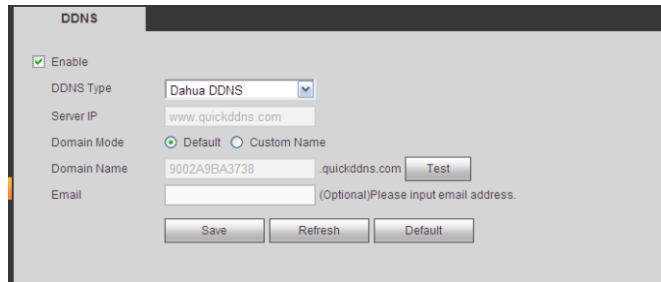 DDNS
Enable
DDNS Type Dahua DDNS
Server IP www.quickddns.com
Domain Mode Default Custom Name
Domain Name 9002A9BA3738 .quickddns.com Test
Email (Optional)Please input email address.
Save Refresh Default